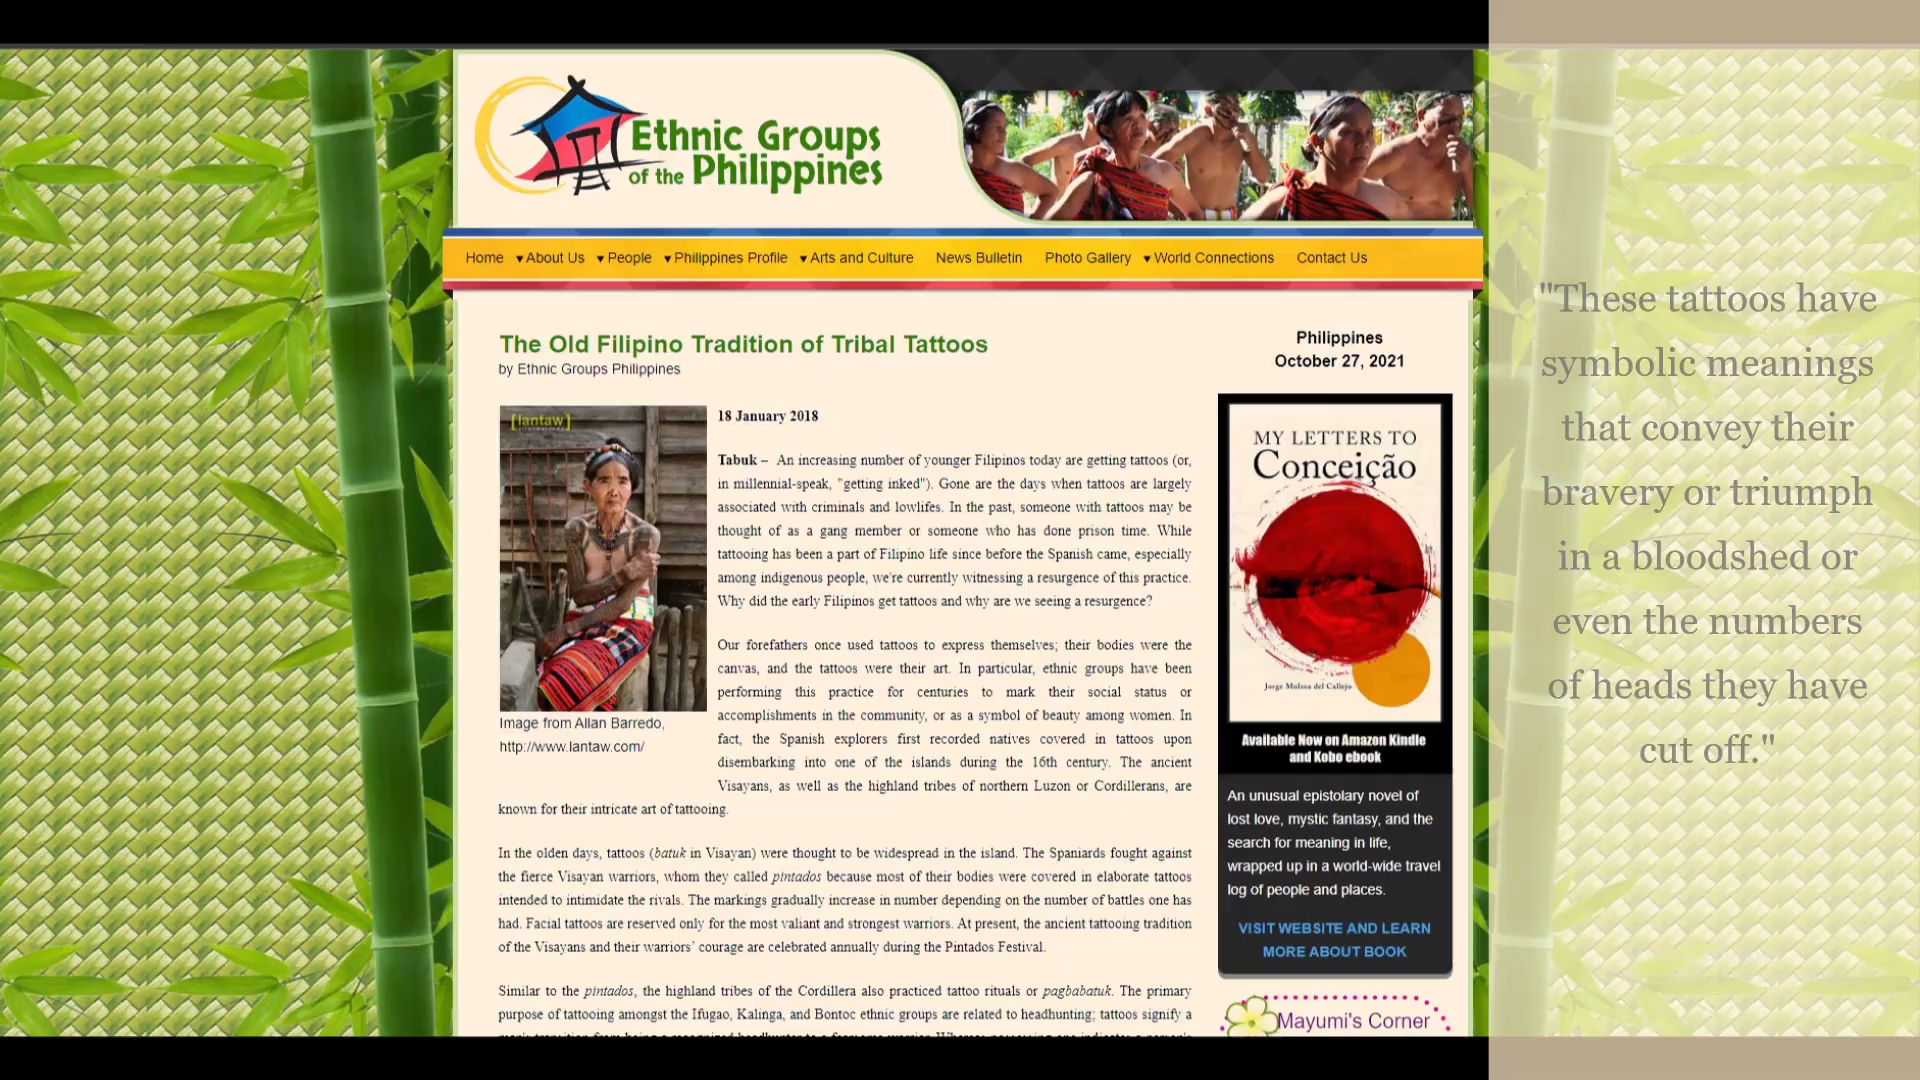 Ethnic Groups
of the Philippines
Home ▾ About Us ▾ People ▾ Philippines Profile ▾ Arts and Culture News Bulletin Photo Gallery ▾ World Connections Contact Us
The Old Filipino Tradition of Tribal Tattoos
by Ethnic Groups Philippines
[lantaw]
Image from Allan Barredo,
http://www.lantaw.com/
18 January 2018
Tabuk – An increasing number of younger Filipinos today are getting tattoos (or,
in millennial-speak, "getting inked"). Gone are the days when tattoos are largely
associated with criminals and lowlifes. In the past, someone with tattoos may be
thought of as a gang member or someone who has done prison time. While
tattooing has been a part of Filipino life since before the Spanish came, especially
among indigenous people, we're currently witnessing a resurgence of this practice.
Why did the early Filipinos get tattoos and why are we seeing a resurgence?
Our forefathers once used tattoos to express themselves; their bodies were the
canvas, and the tattoos were their art. In particular, ethnic groups have been
performing this practice for centuries to mark their social status or
accomplishments in the community, or as a symbol of beauty among women. In
fact, the Spanish explorers first recorded natives covered in tattoos upon
disembarking into one of the islands during the 16th century. The ancient
Visayans, as well as the highland tribes of northern Luzon or Cordillerans, are
known for their intricate art of tattooing.
In the olden days, tattoos (batuk in Visayan) were thought to be widespread in the island. The Spaniards fought against
the fierce Visayan warriors, whom they called pintados because most of their bodies were covered in elaborate tattoos
intended to intimidate the rivals. The markings gradually increase in number depending on the number of battles one has
had. Facial tattoos are reserved only for the most valiant and strongest warriors. At present, the ancient tattooing tradition
of the Visayans and their warriors' courage are celebrated annually during the Pintados Festival.
Similar to the pintados, the highland tribes of the Cordillera also practiced tattoo rituals or pagbabatuk. The primary
purpose of tattooing amongst the Ifugao, Kalinga, and Bontoc ethnic groups are related to headhunting; tattoos signify a
Philippines
October 27, 2021
MY LETTERS TO
Conceição
Jorge Molina del Callejo
Available Now on Amazon Kindle
and Kobo ebook
An unusual epistolary novel of
lost love, mystic fantasy, and the
search for meaning in life,
wrapped up in a world-wide travel
log of people and places.
VISIT WEBSITE AND LEARN
MORE ABOUT BOOK
Mayumi's Corner
"These tattoos have
symbolic meanings
that convey their
bravery or triumph
in a bloodshed or
even the numbers
of heads they have
cut off."